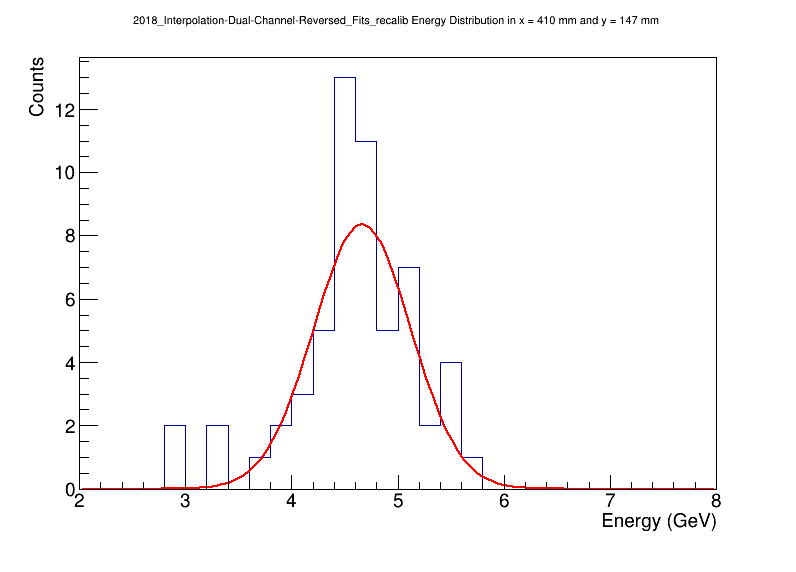 2018_Interpolation-Dual-Channel-Reversed_Fits_recalib Energy Distribution in x = 410 mm and y = 147 mm
Counts
12
10
8
6
4
2
0
2 3 4 5 6 7 8
Energy (GeV)